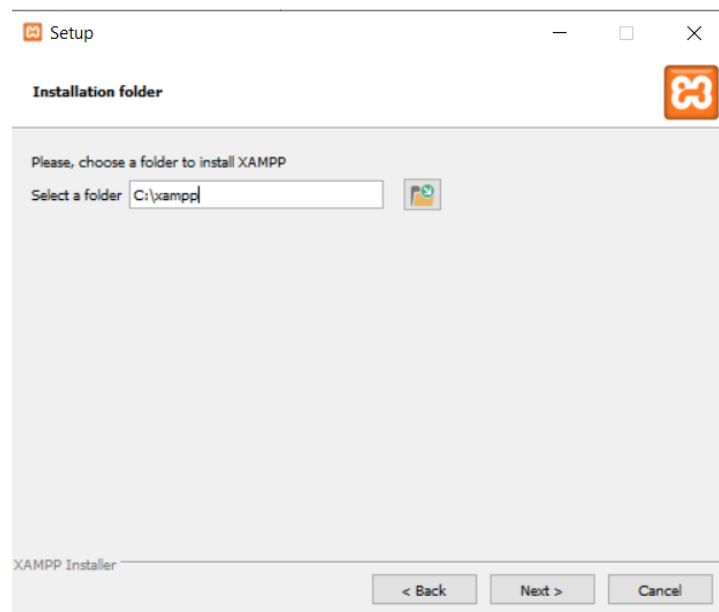 Setup
Installation folder
Please, choose a folder to install XAMPP
Select a folder C:\xampp
XAMPP Installer
< Back Next > Cancel